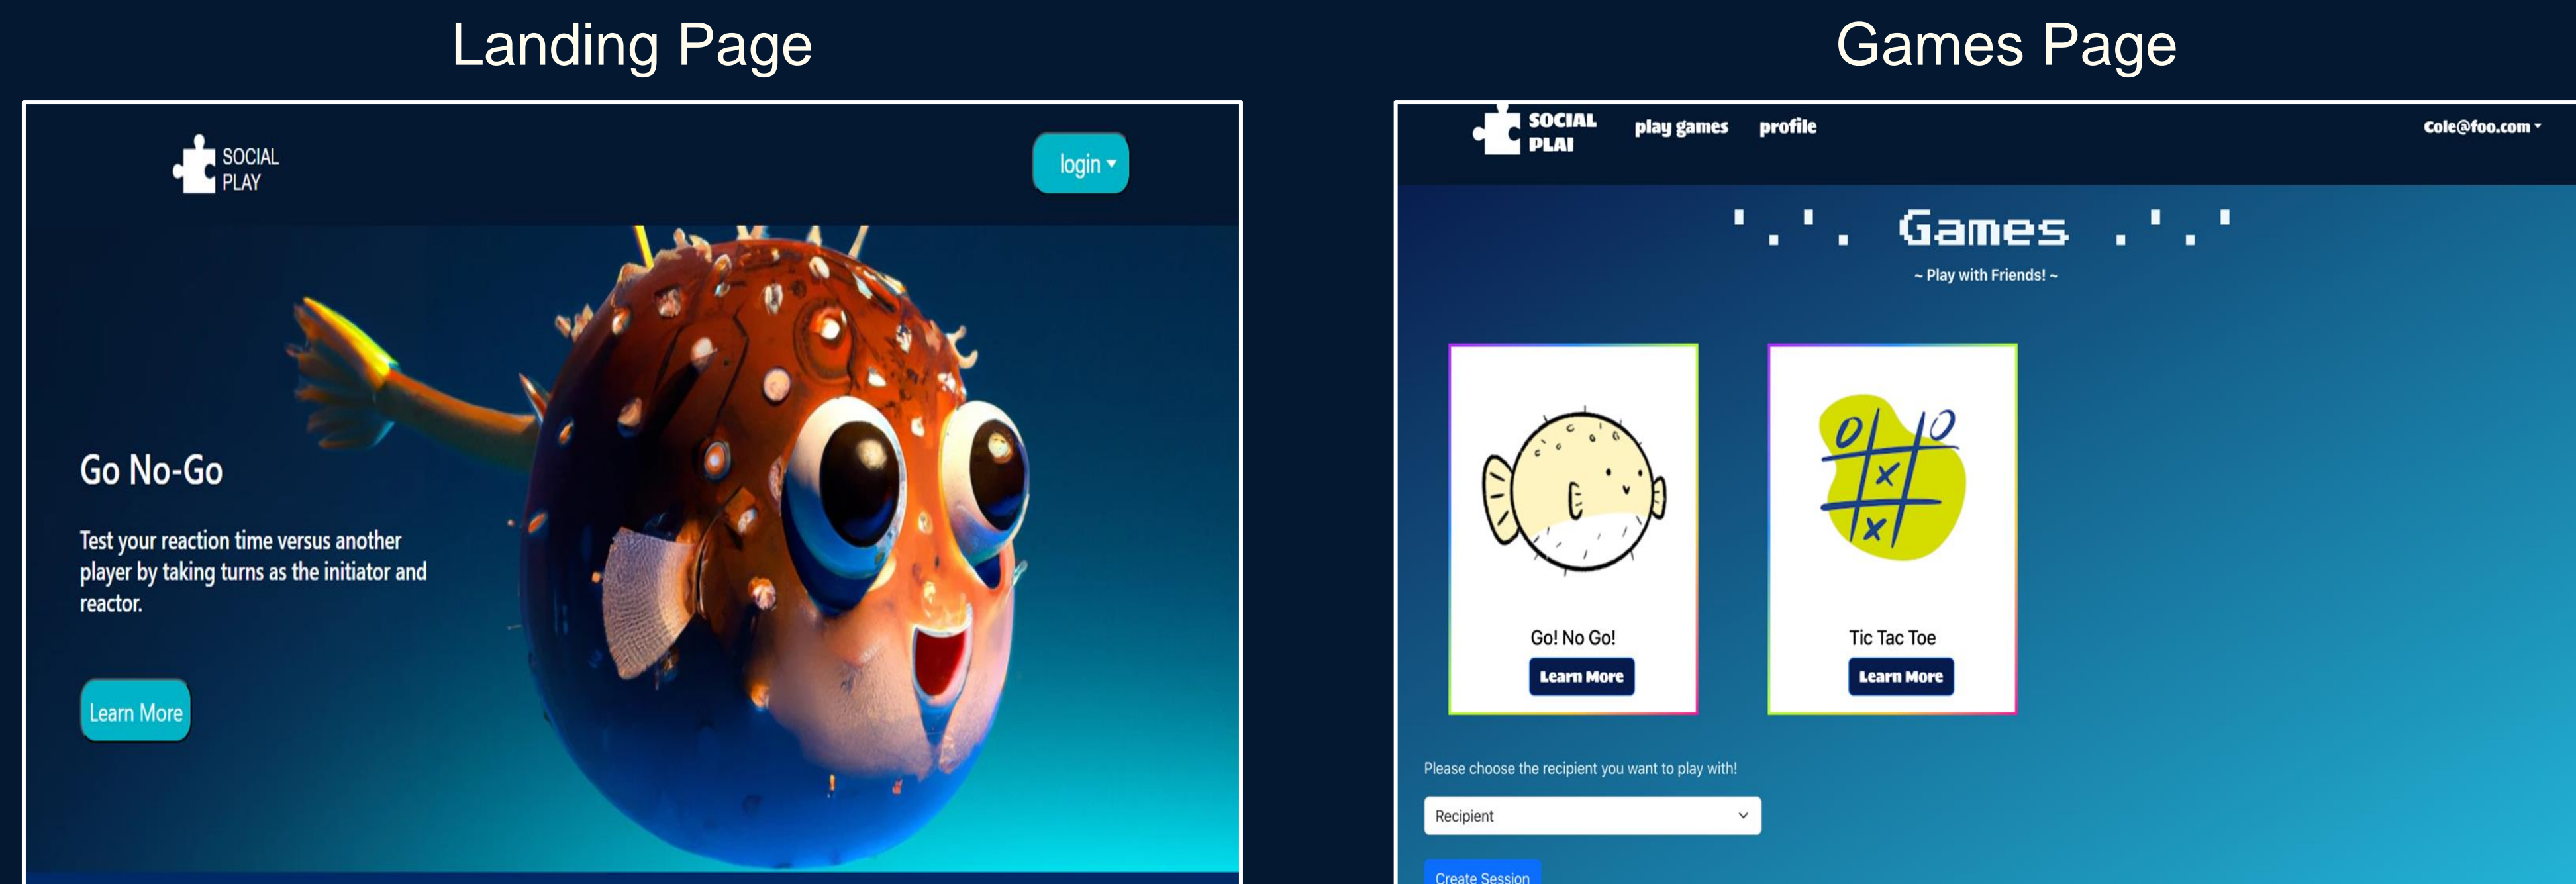 Landing Page
SOCIAL
PLAY
login
Go No-Go
Test your reaction time versus another
player by taking turns as the initiator and
reactor.
Learn More
Games Page
SOCIAL
PLAI
play games
profile
Cole@foo.com
Games
~ Play with Friends! ~
Go! No Go!
Learn More
Tic Tac Toe
Learn More
Please choose the recipient you want to play with!
Recipient
Create Session